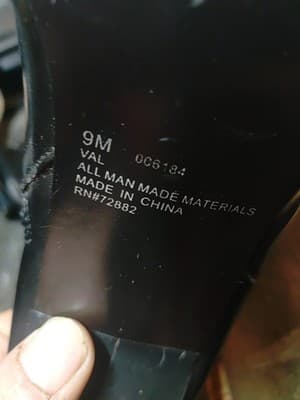 9M 006184
VAL
ALL MAN MADE MATERIALS
MADE IN CHINA
RN#72882